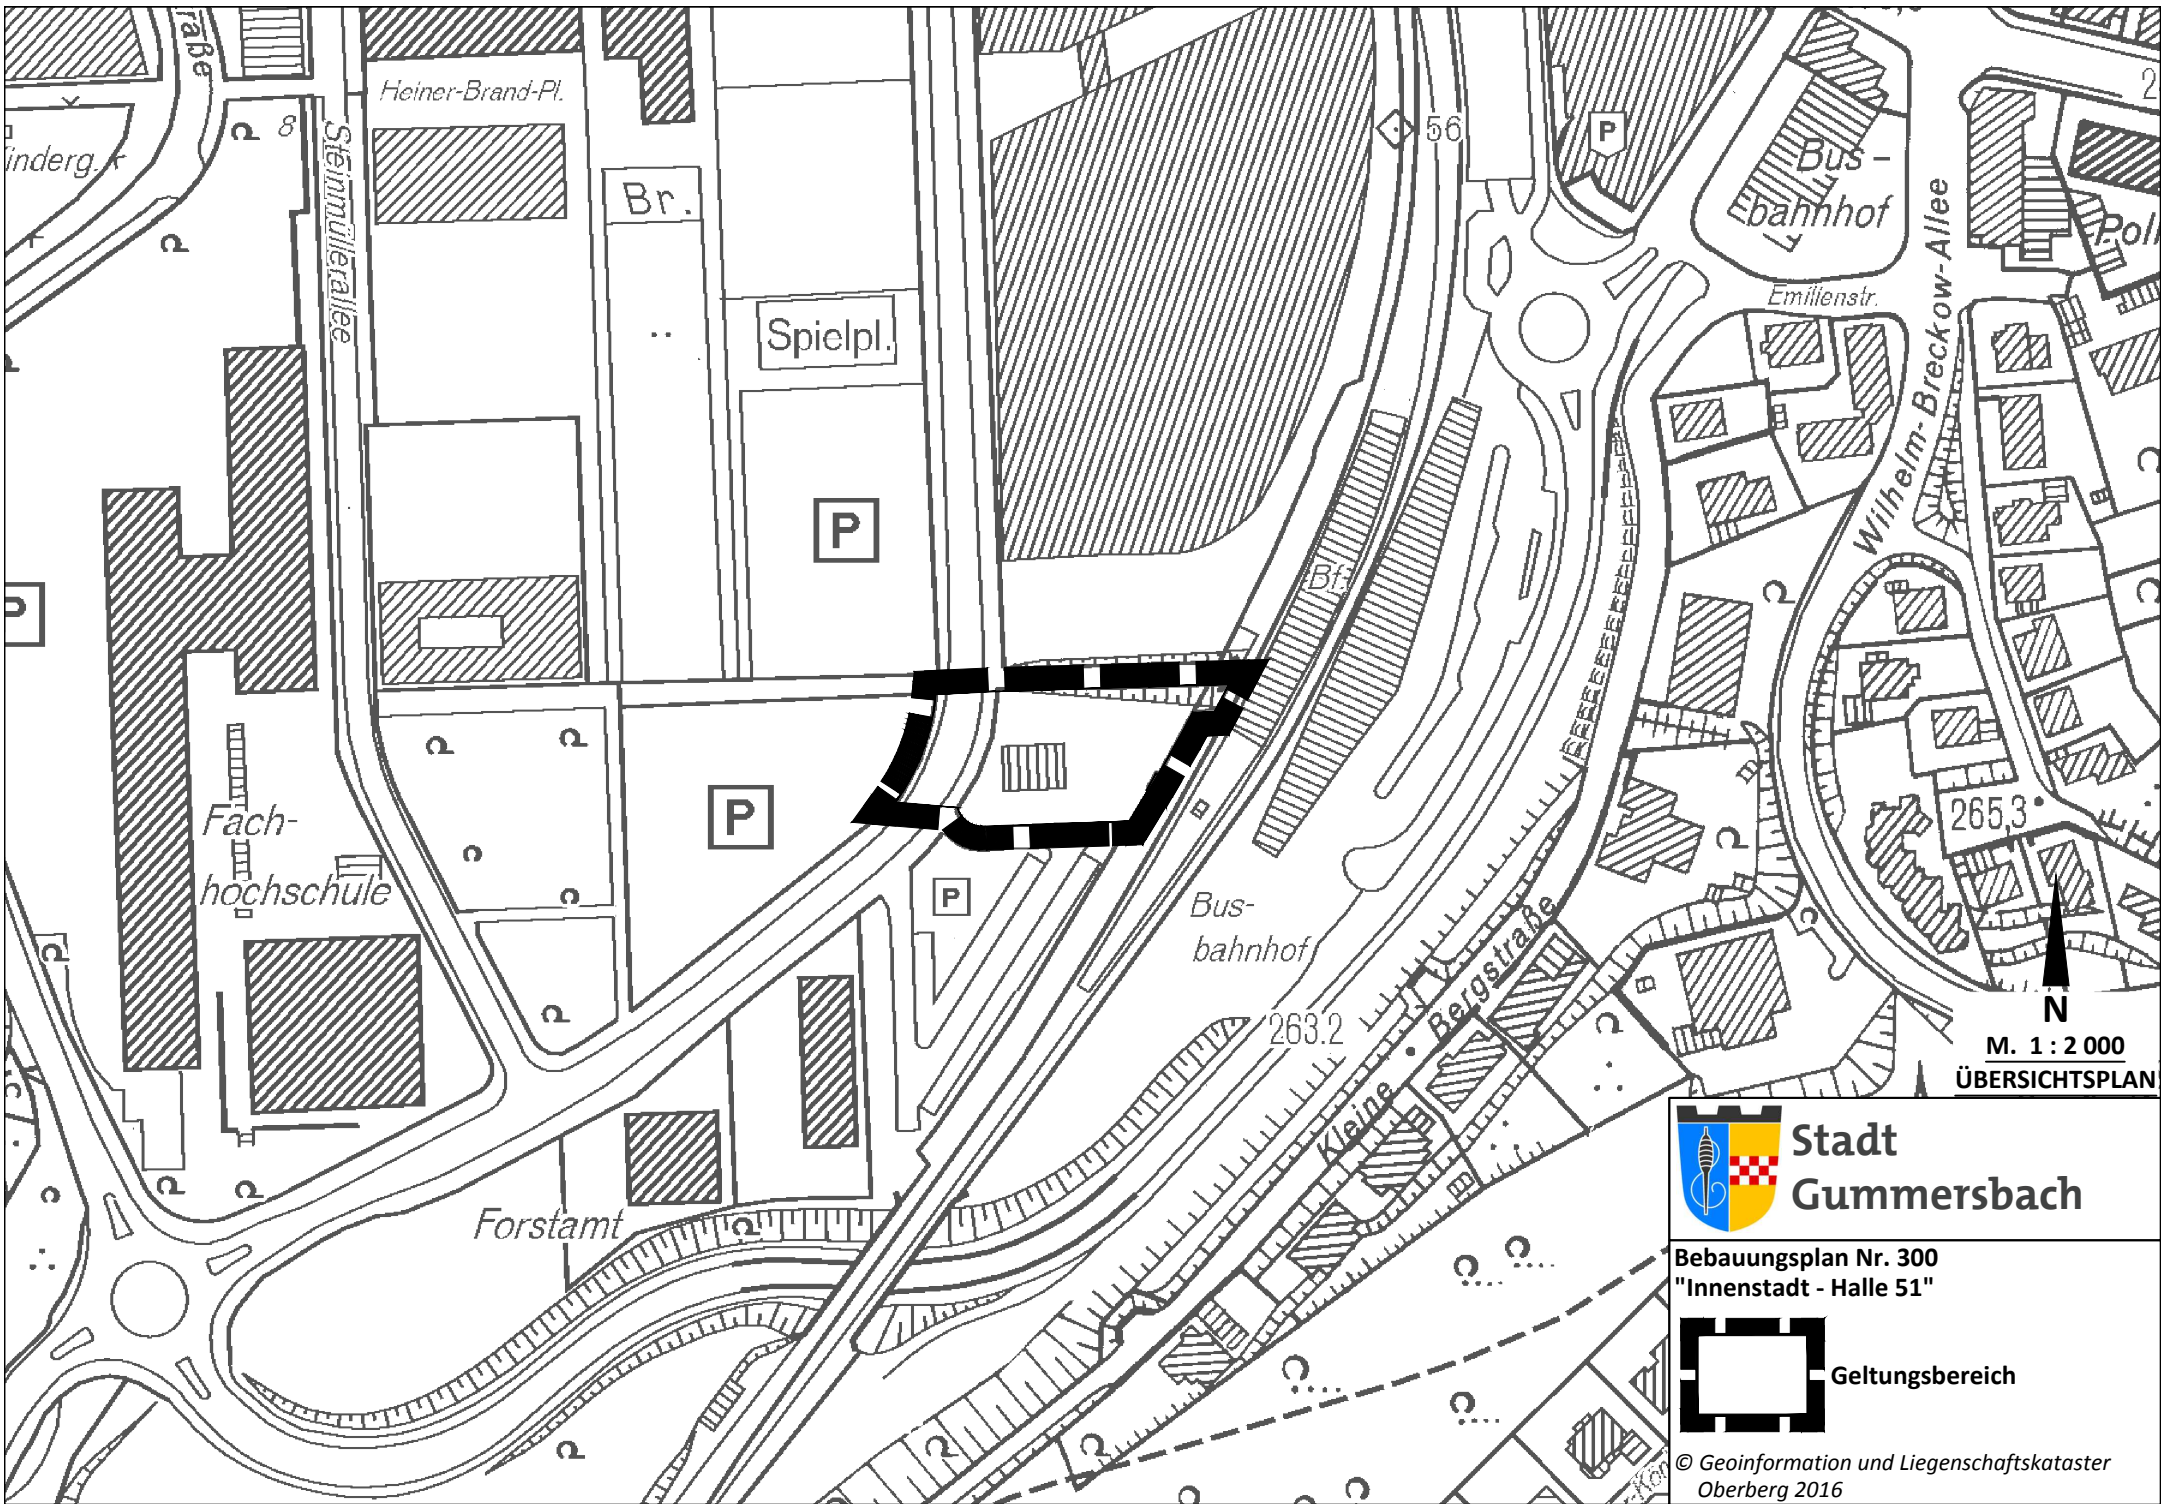 Heiner-Brand-Pl.
8
Steinmüllerallee
Br.
Spielpl.
P
P
P
P
P
56
Bus-
bahnhof
Emilienstr.
Wilhelm-Breckow-Allee
Bf.
Fach-
hochschule
Bus-
bahnhof
263.2
Kleine Bergstraße
265,3
Forstamt
N
M. 1 : 2 000
ÜBERSICHTSPLAN
Stadt
Gummersbach
Bebauungsplan Nr. 300
"Innenstadt - Halle 51"
Geltungsbereich
© Geoinformation und Liegenschaftskataster
Oberberg 2016